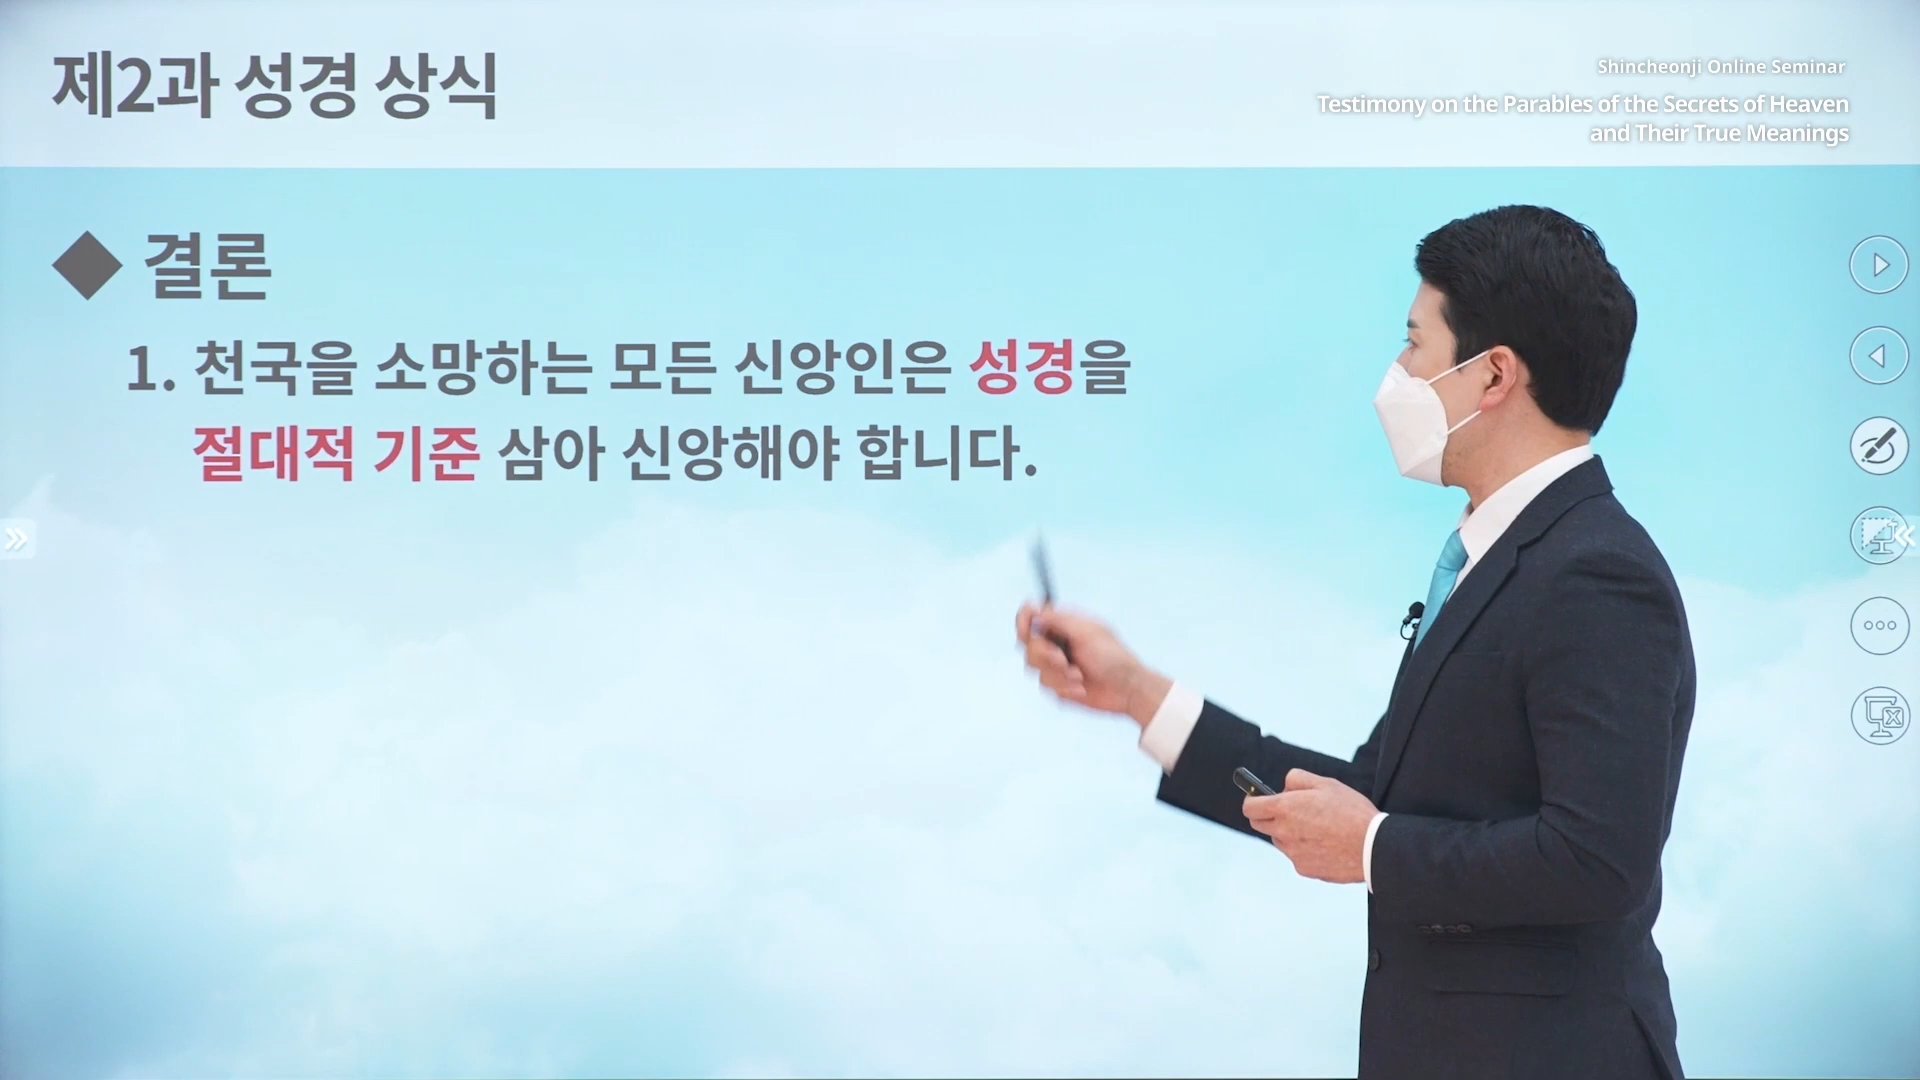 제2과 성경 상식
Shincheonji Online Seminar
Testimony on the Parables of the Secrets of Heaven
and Their True Meanings
◆ 결론
1. 천국을 소망하는 모든 신앙인은 성경을
절대적 기준 삼아 신앙해야 합니다.